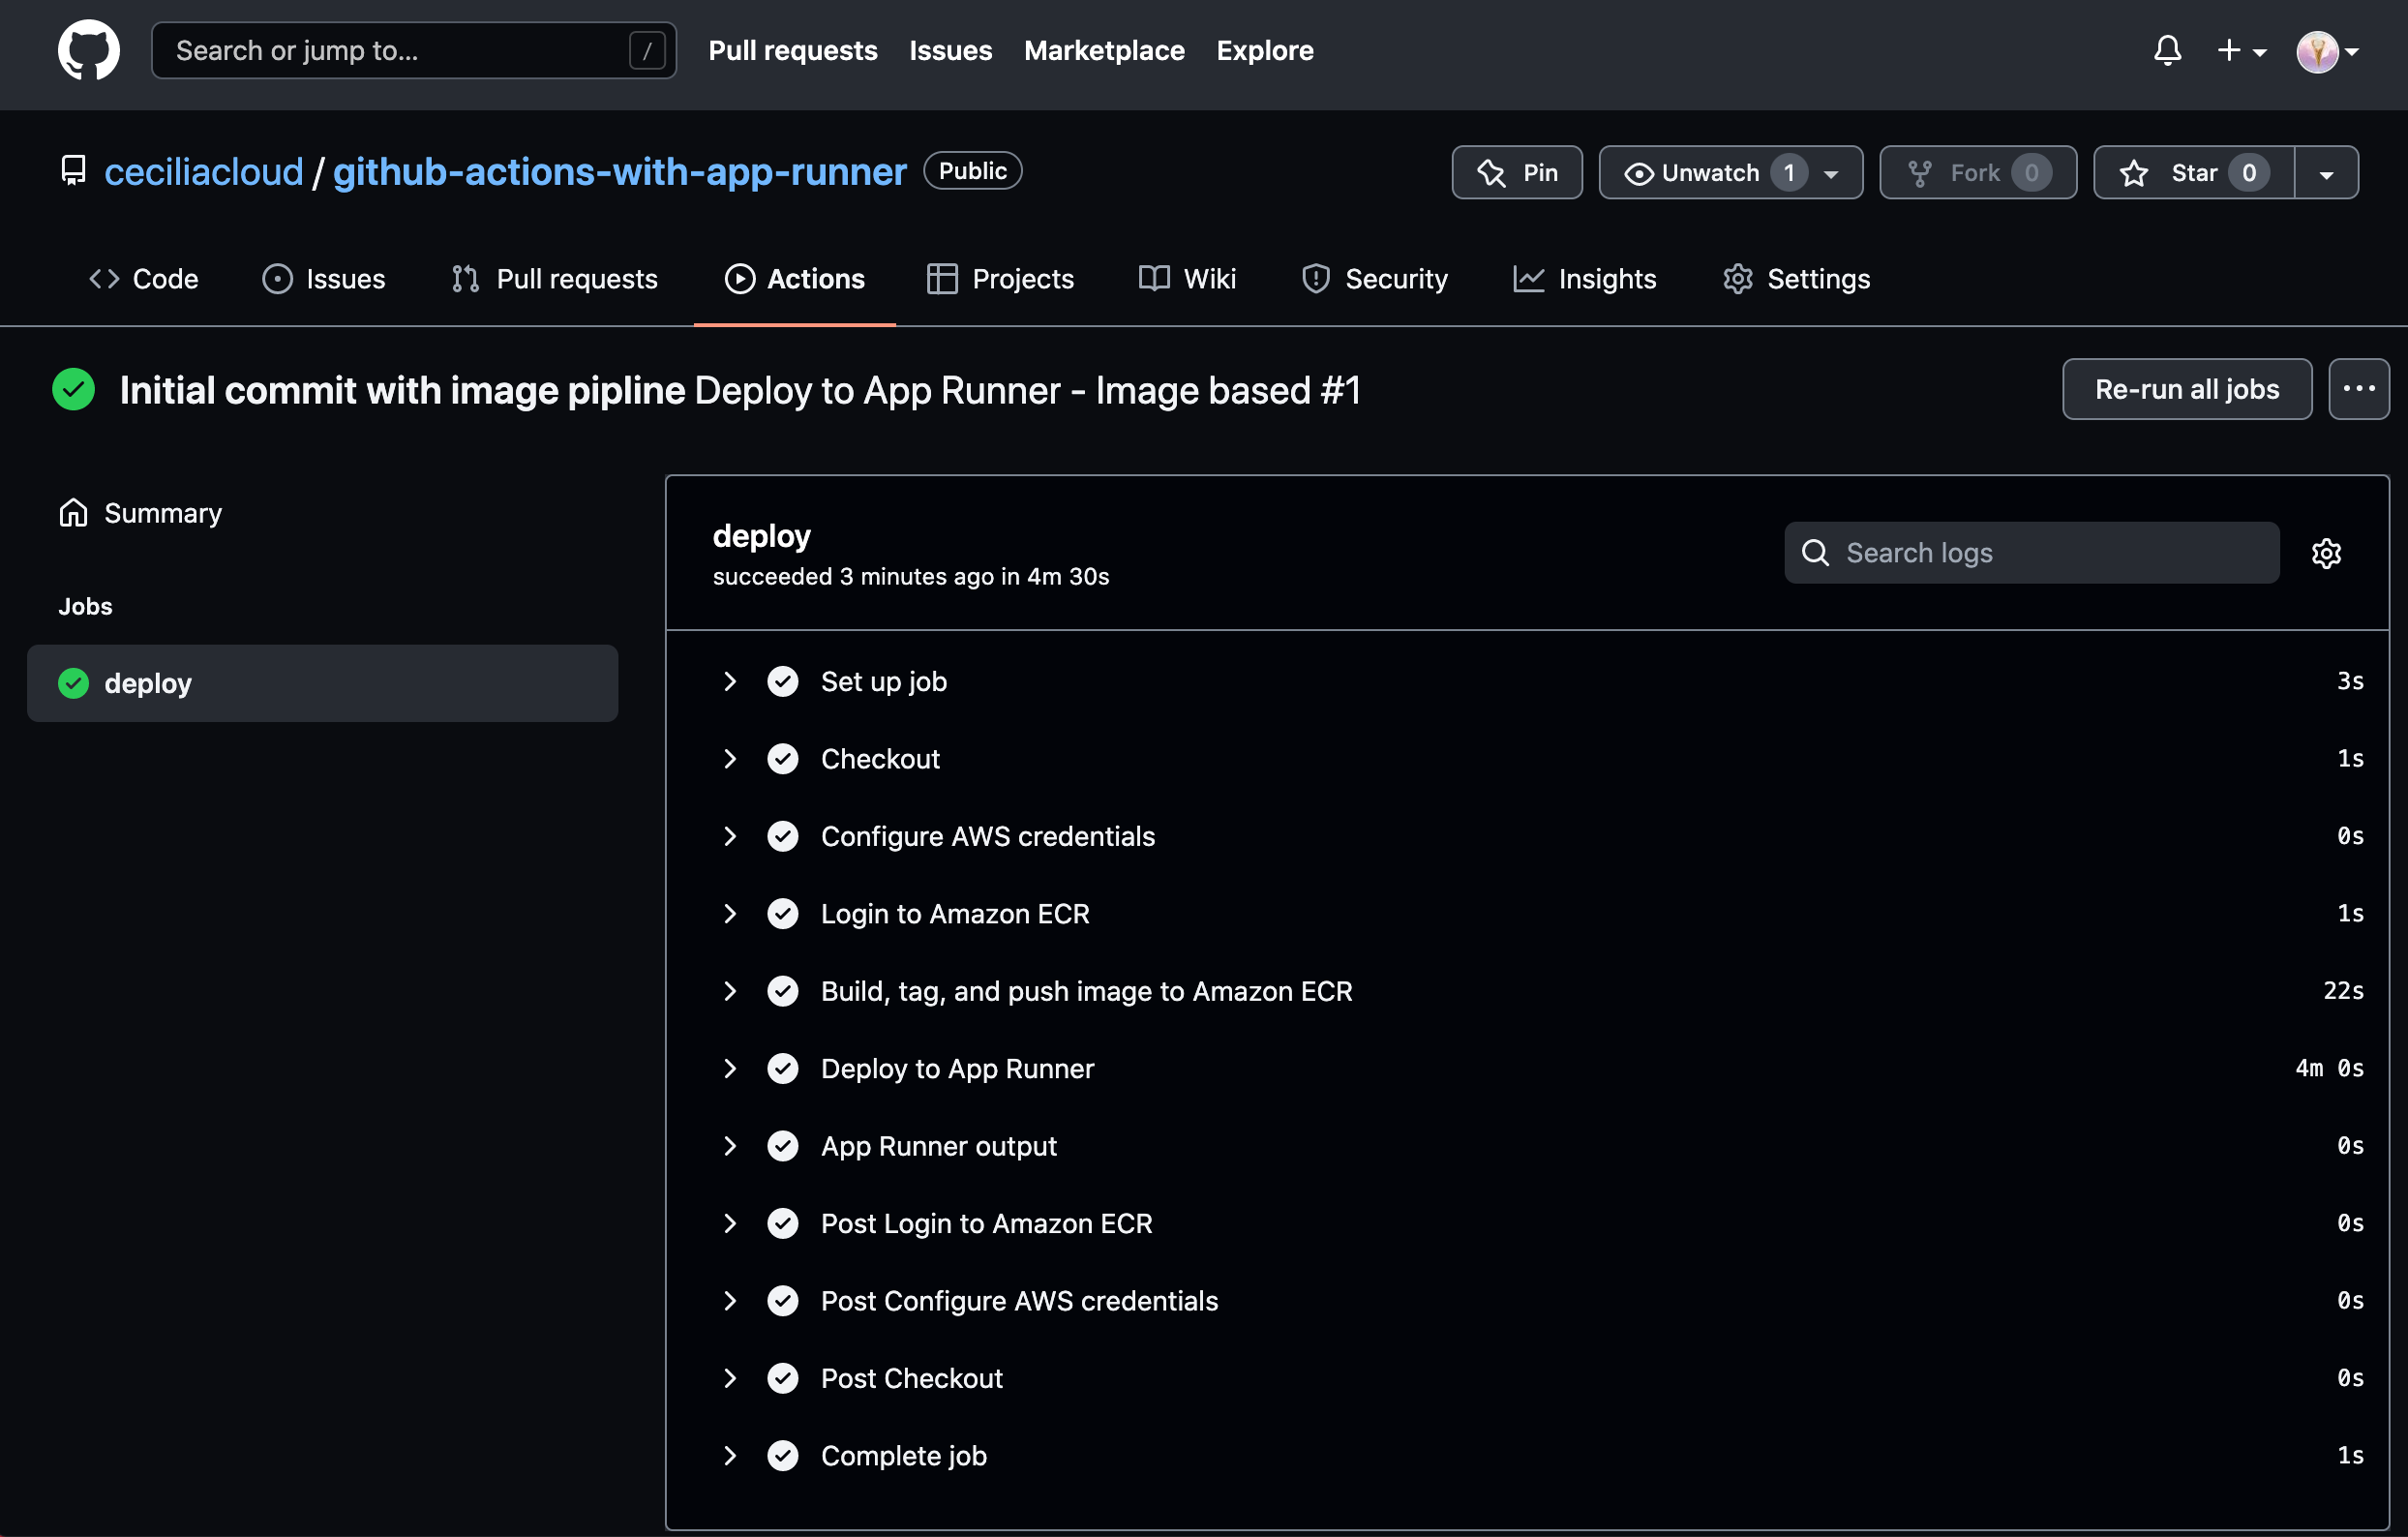 Search or jump to... / Pull requests Issues Marketplace Explore
ceciliacloud / github-actions-with-app-runner Public Pin Unwatch 1 Fork 0 Star 0
Code Issues Pull requests Actions Projects Wiki Security Insights Settings
Initial commit with image pipline Deploy to App Runner - Image based #1 Re-run all jobs
Summary
Jobs
deploy
deploy
succeeded 3 minutes ago in 4m 30s
Search logs
Set up job 3s
Checkout 1s
Configure AWS credentials 0s
Login to Amazon ECR 1s
Build, tag, and push image to Amazon ECR 22s
Deploy to App Runner 4m 0s
App Runner output 0s
Post Login to Amazon ECR 0s
Post Configure AWS credentials 0s
Post Checkout 0s
Complete job 1s